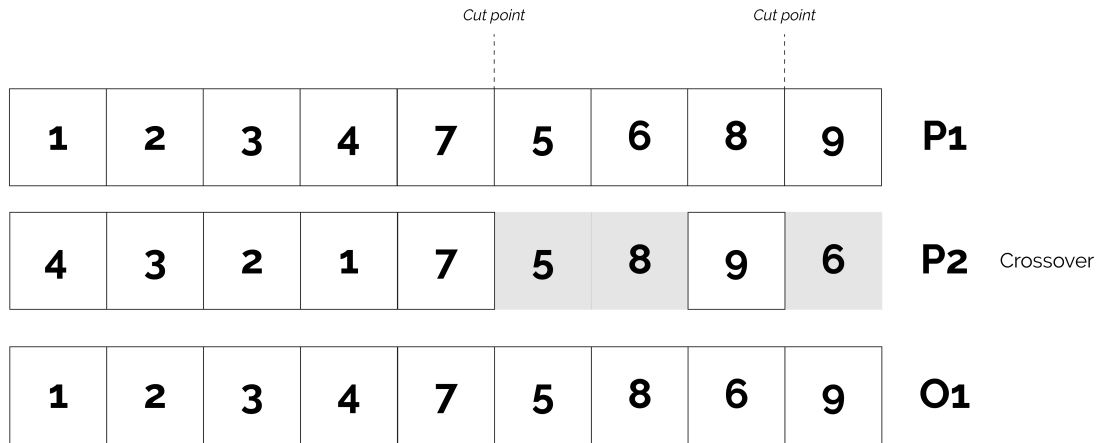 Cut point Cut point
1 2 3 4 7 5 6 8 9 P1
4 3 2 1 7 5 8 9 6 P2 Crossover
1 2 3 4 7 5 8 6 9 O1